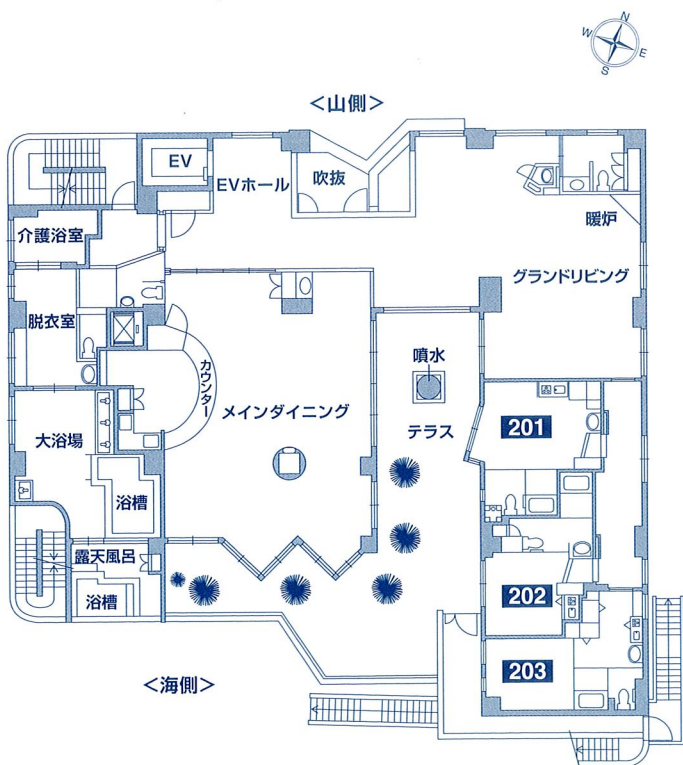 N
W
E
S
<山側>
EV
EVホール
吹抜
介護浴室
暖炉
グランドリビング
脱衣室
カウンター
噴水
メインダイニング
テラス
201
大浴場
浴槽
露天風呂
浴槽
202
203
<海側>